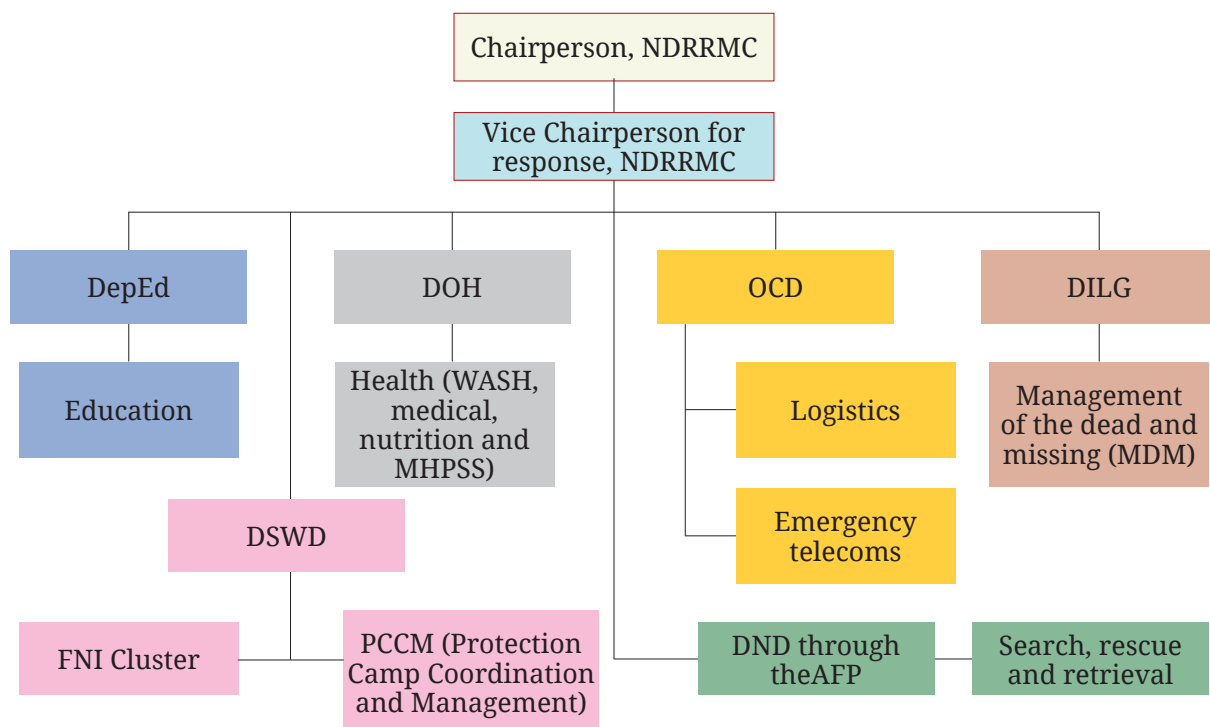 Chairperson, NDRRMC
Vice Chairperson for
response, NDRRMC
DepEd
DOH
OCD
DILG
Education
Health (WASH,
medical,
nutrition and
MHPSS)
Logistics
Management
of the dead and
missing (MDM)
DSWD
Emergency
telecoms
FNI Cluster
PCCM (Protection
Camp Coordination
and Management)
DND through
theAFP
Search, rescue
and retrieval